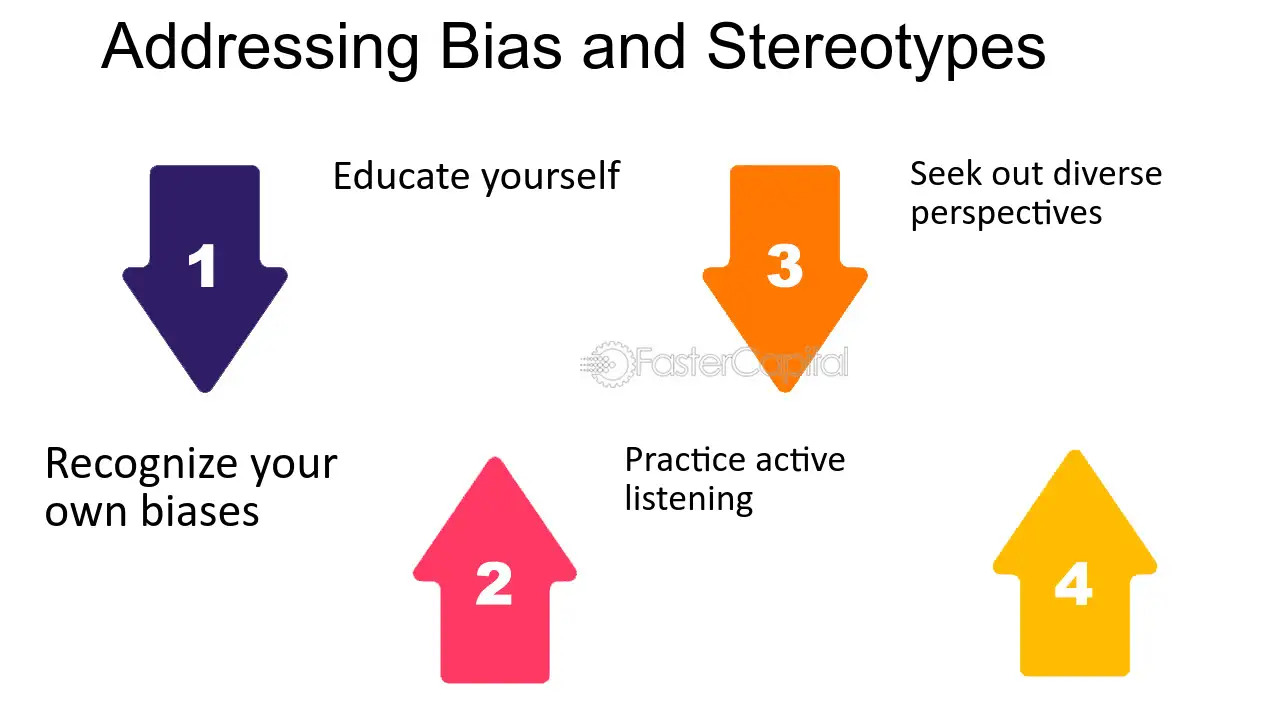 Addressing Bias and Stereotypes
1
Recognize your
own biases
Educate yourself
2
3
Practice active
listening
Seek out diverse
perspectives
4
FasterCapital